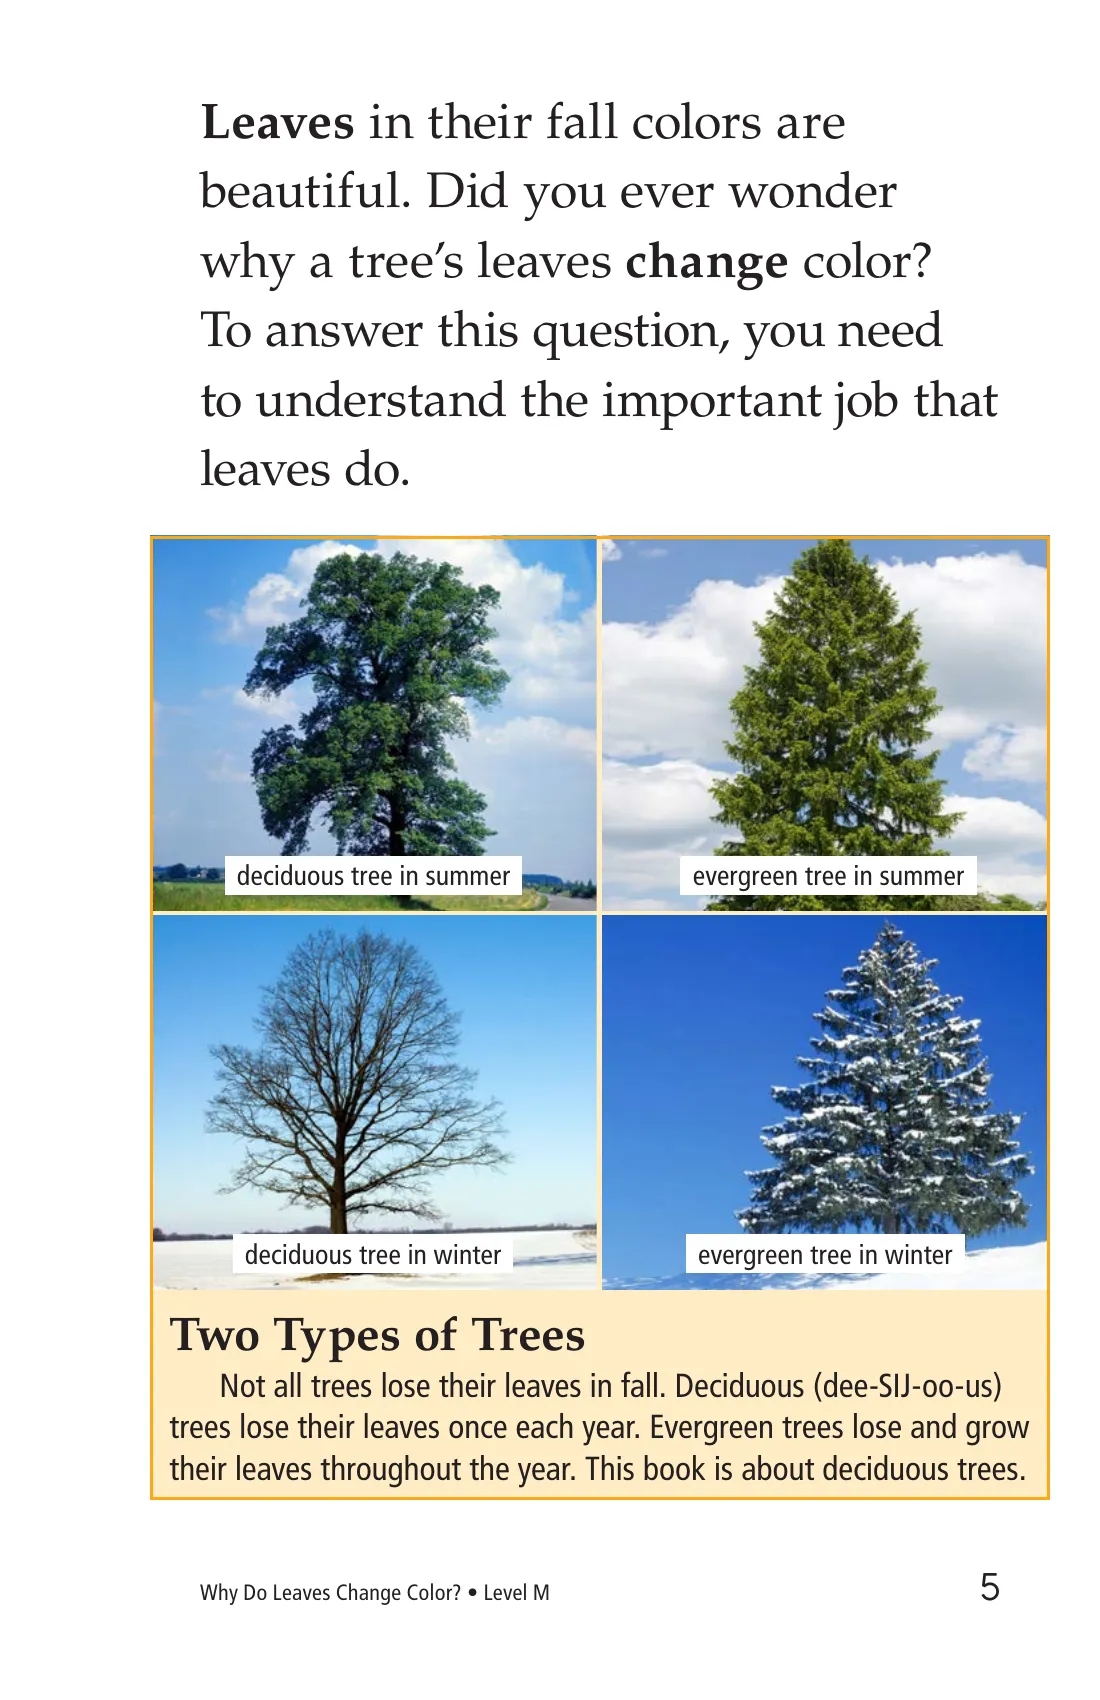 Leaves in their fall colors are
beautiful. Did you ever wonder
why a tree’s leaves change color?
To answer this question, you need
to understand the important job that
leaves do.
deciduous tree in summer
evergreen tree in summer
deciduous tree in winter
evergreen tree in winter
Two Types of Trees
Not all trees lose their leaves in fall. Deciduous (dee-SIJ-oo-us)
trees lose their leaves once each year. Evergreen trees lose and grow
their leaves throughout the year. This book is about deciduous trees.
Why Do Leaves Change Color? • Level M
5